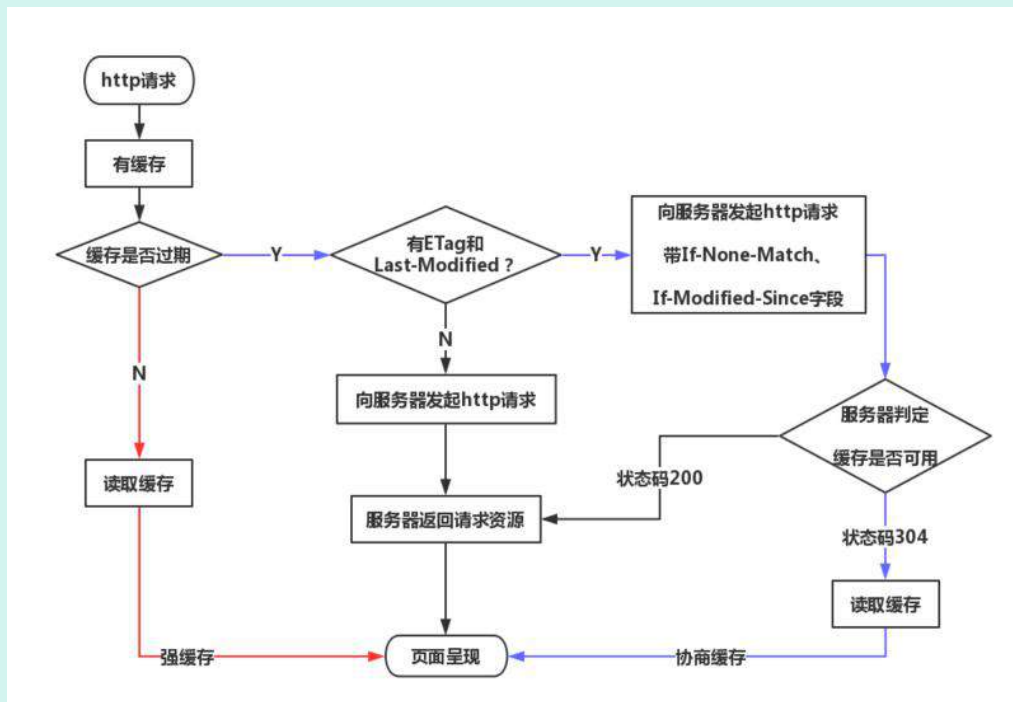 http请求
有缓存
缓存是否过期
Y
有ETag和
Last-Modified？
Y
向服务器发起http请求
带If-None-Match、
If-Modified-Since字段
N
N
向服务器发起http请求
服务器判定
缓存是否可用
读取缓存
状态码200
服务器返回请求资源
状态码304
读取缓存
强缓存
页面呈现
协商缓存